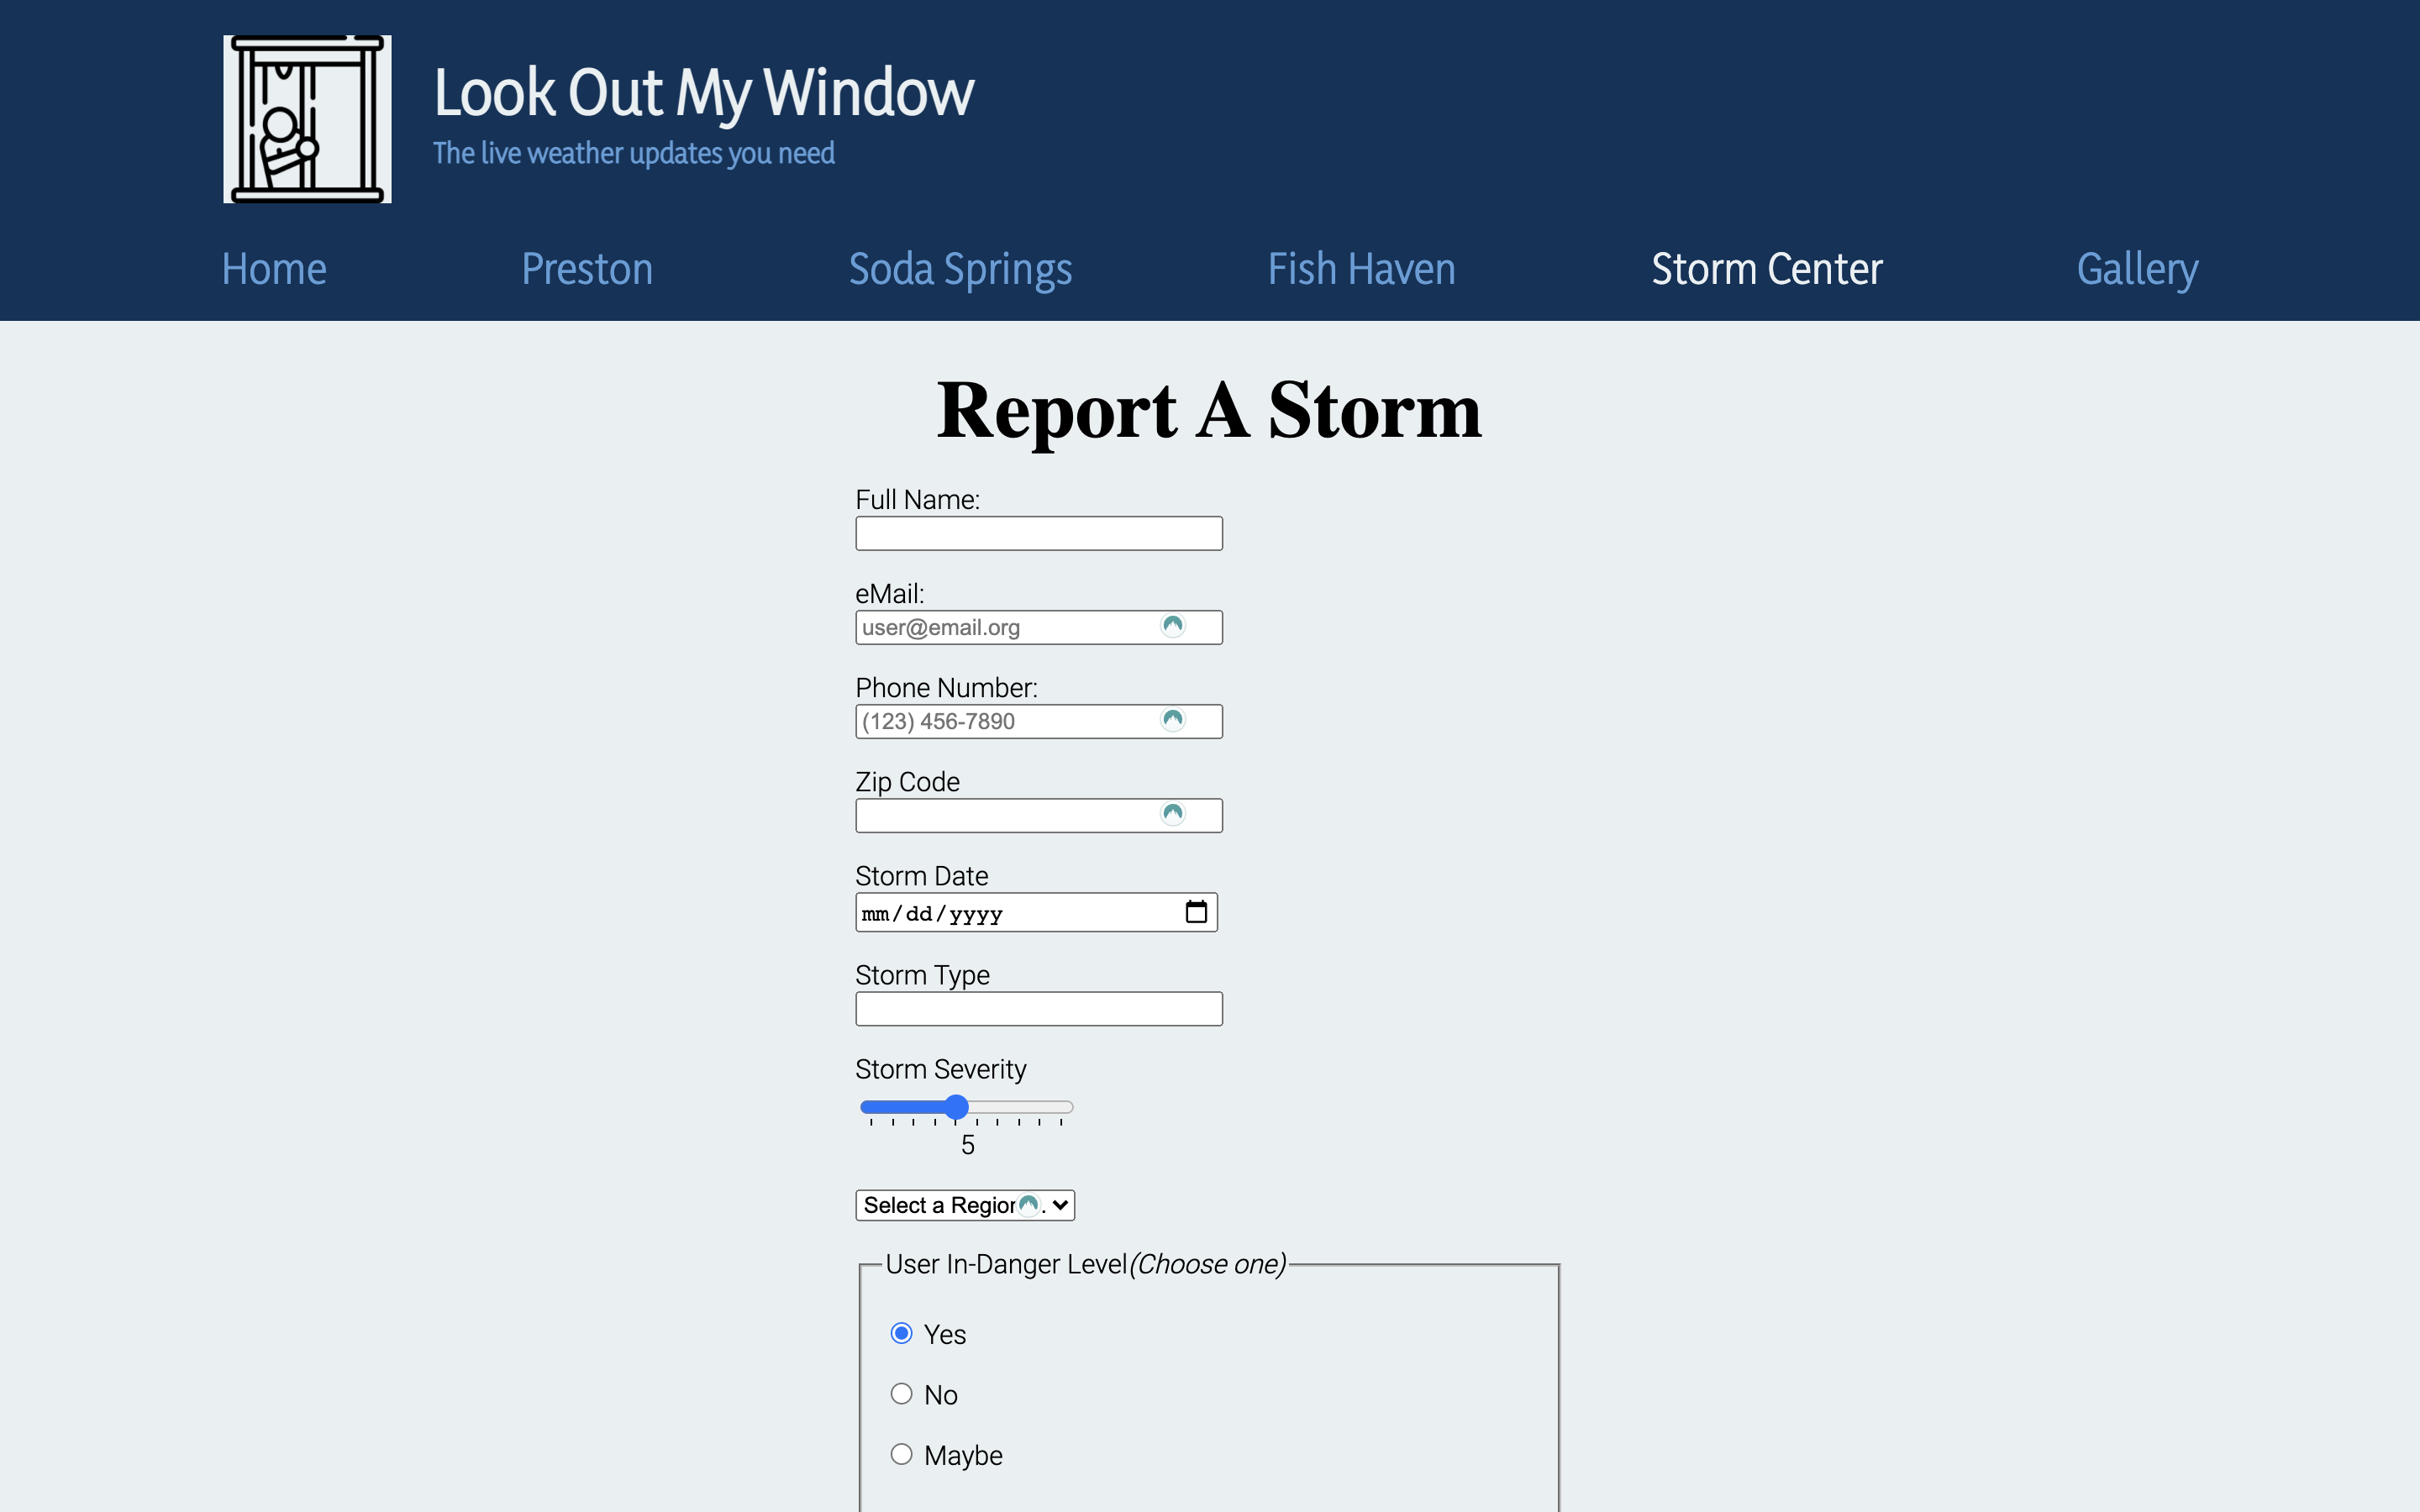 Look Out My Window
The live weather updates you need
Home Preston Soda Springs Fish Haven Storm Center Gallery
Report A Storm
Full Name:
eMail:
user@email.org
Phone Number:
(123) 456-7890
Zip Code
Storm Date
mm/dd/yyyy
Storm Type
Storm Severity
5
Select a Region .
User In-Danger Level(Choose one)
Yes
No
Maybe